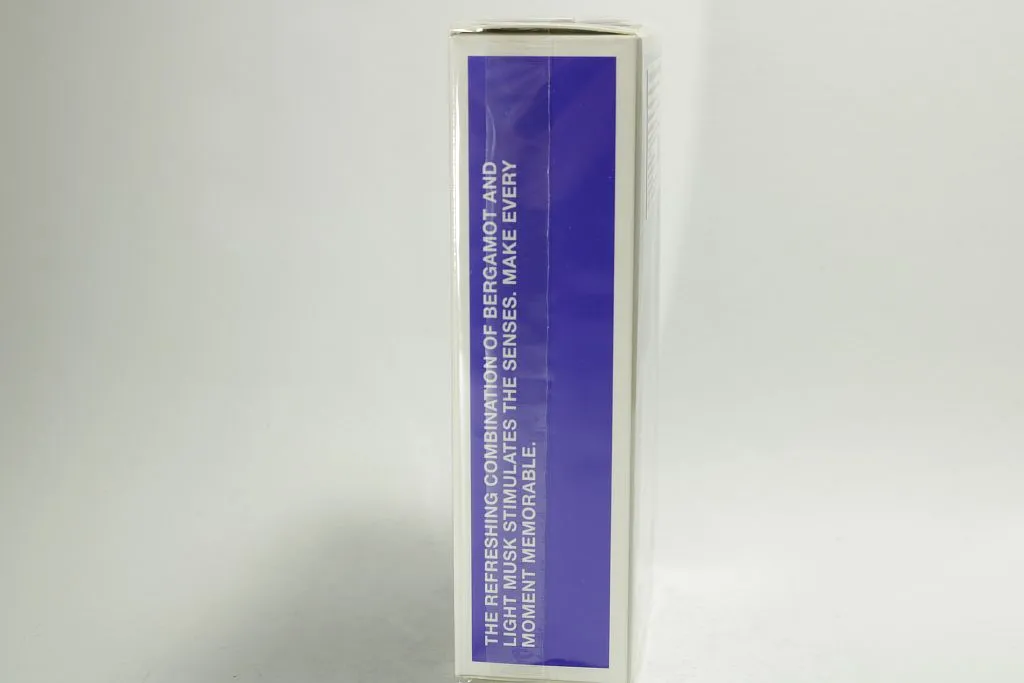 THE REFRESHING COMBINATION OF BERGAMOT AND
LIGHT MUSK STIMULATES THE SENSES. MAKE EVERY
MOMENT MEMORABLE.